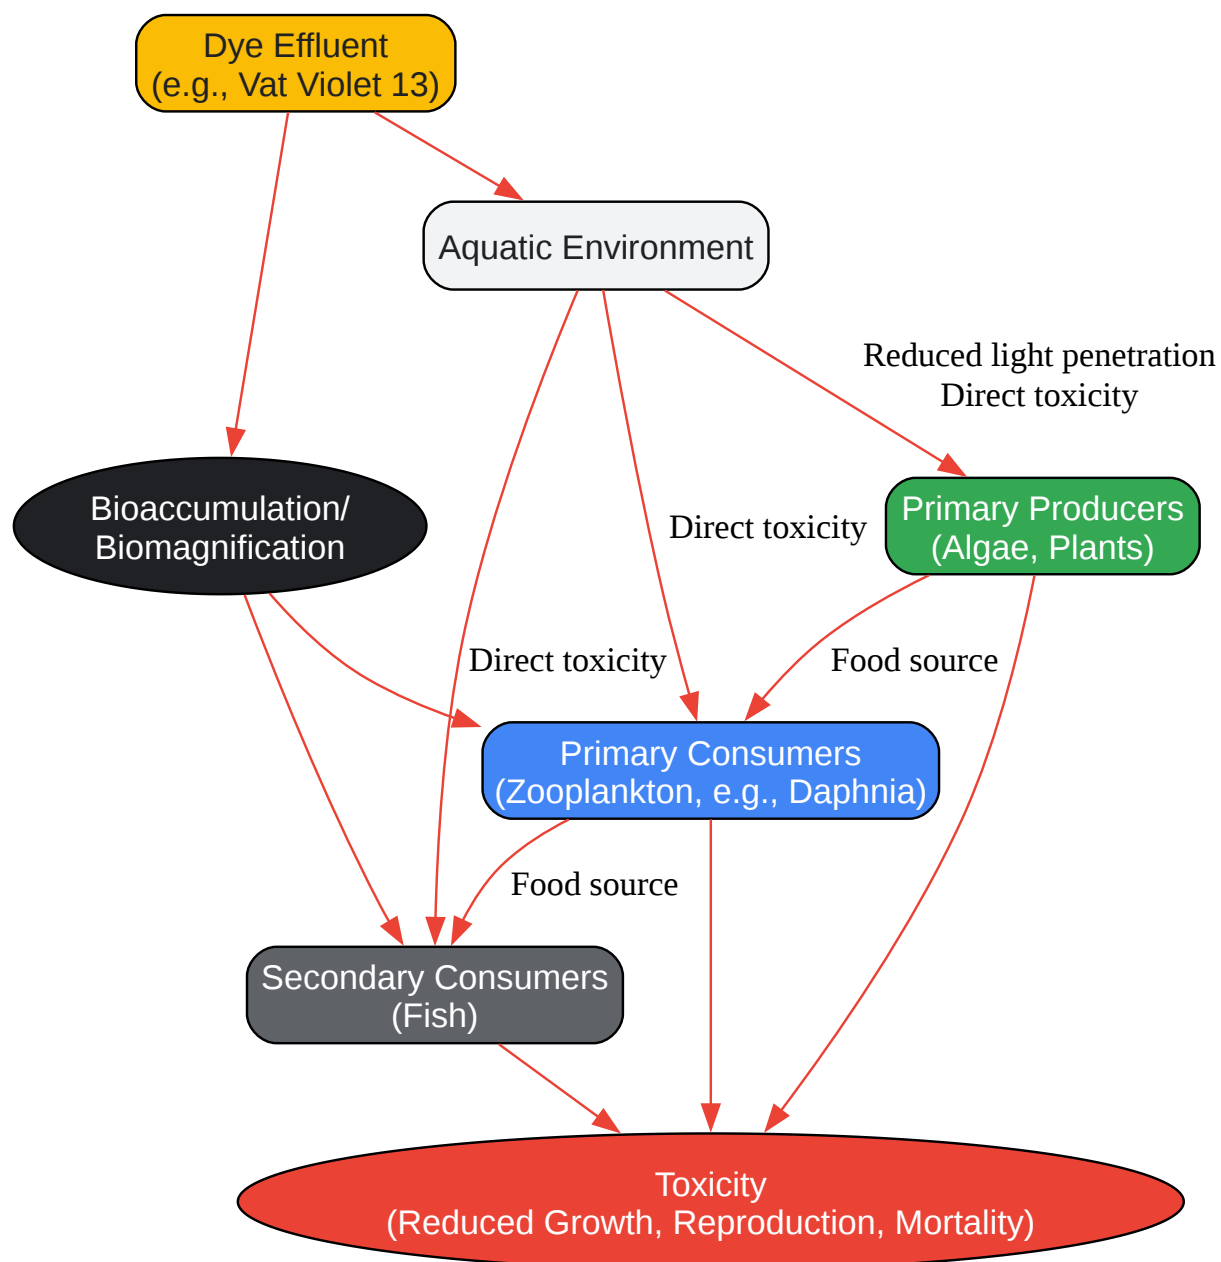 Dye Effluent
(e.g., Vat Violet 13)
Aquatic Environment
Reduced light penetration
Direct toxicity
Bioaccumulation/
Biomagnification
Direct toxicity
Primary Producers
(Algae, Plants)
Direct toxicity
Food source
Primary Consumers
(Zooplankton, e.g., Daphnia)
Food source
Secondary Consumers
(Fish)
Toxicity
(Reduced Growth, Reproduction, Mortality)